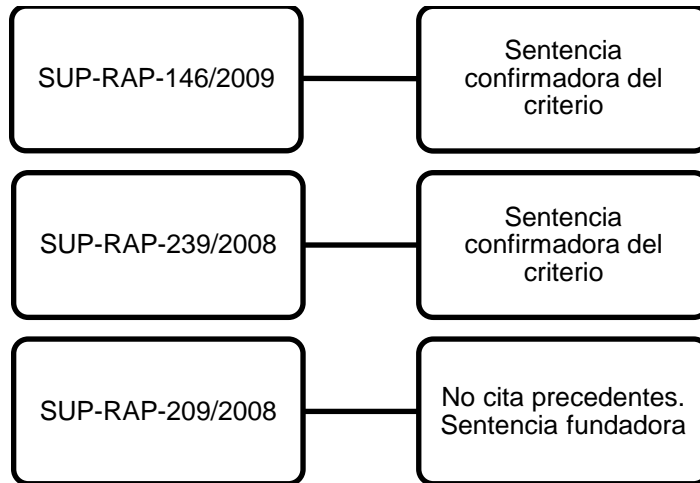 SUP-RAP-146/2009
Sentencia
confirmadora del
criterio
SUP-RAP-239/2008
Sentencia
confirmadora del
criterio
SUP-RAP-209/2008
No cita precedentes.
Sentencia fundadora